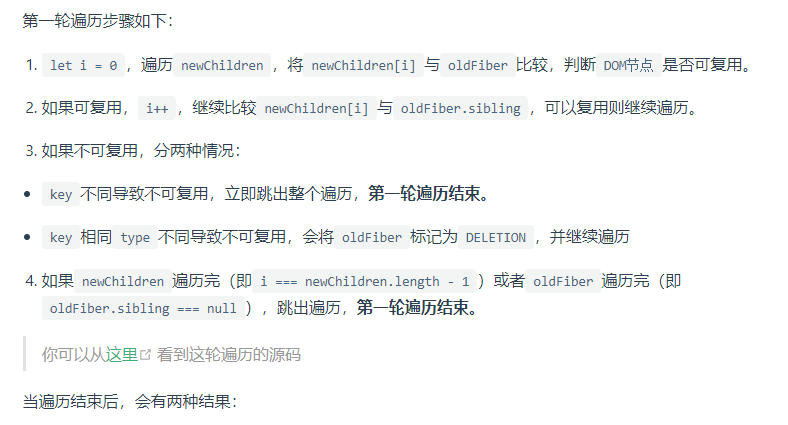 第一轮遍历步骤如下：
1. let i = 0，遍历 newChildren，将 newChildren[i] 与 oldFiber 比较，判断 DOM节点 是否可复用。
2. 如果可复用，i++，继续比较 newChildren[i] 与 oldFiber.sibling，可以复用则继续遍历。
3. 如果不可复用，分两种情况：
• key 不同导致不可复用，立即跳出整个遍历，第一轮遍历结束。
• key 相同 type 不同导致不可复用，会将 oldFiber 标记为 DELETION，并继续遍历
4. 如果 newChildren 遍历完（即 i === newChildren.length - 1 ）或者 oldFiber 遍历完（即
oldFiber.sibling === null ），跳出遍历，第一轮遍历结束。
你可以从这里 看到这轮遍历的源码
当遍历结束后，会有两种结果：